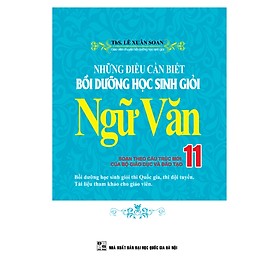 Ths. LÊ XUÂN SOAN
NHỮNG ĐIỀU CẦN BIẾT
BỒI DƯỠNG HỌC SINH GIỎI
Ngữ Văn
11
SOẠN THEO CẤU TRÚC MỚI
CỦA BỘ GIÁO DỤC VÀ ĐÀO TẠO
Bồi dưỡng học sinh giỏi thi Quốc gia, thi đội tuyển.
Tài liệu tham khảo cho giáo viên.
NHÀ XUẤT BẢN ĐẠI HỌC QUỐC GIA HÀ NỘI